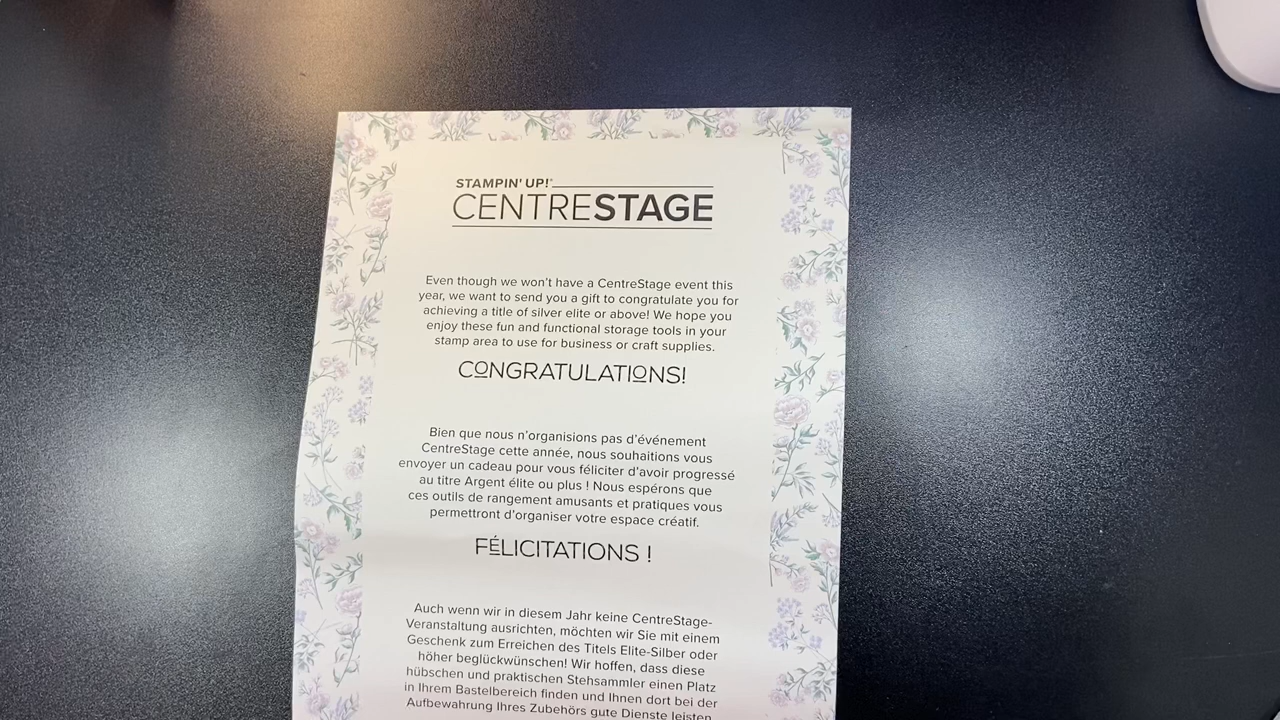 STAMPIN' UP!®
CENTRESTAGE
Even though we won't have a CentreStage event this
year, we want to send you a gift to congratulate you for
achieving a title of silver elite or above! We hope you
enjoy these fun and functional storage tools in your
stamp area to use for business or craft supplies.
CONGRATULATIONS!
Bien que nous n'organisions pas d'événement
CentreStage cette année, nous souhaitions vous
envoyer un cadeau pour vous féliciter d'avoir progressé
au titre Argent élite ou plus ! Nous espérons que
ces outils de rangement amusants et pratiques vous
permettront d'organiser votre espace créatif.
FÉLICITATIONS !
Auch wenn wir in diesem Jahr keine CentreStage-
Veranstaltung ausrichten, möchten wir Sie mit einem
Geschenk zum Erreichen des Titels Elite-Silber oder
höher beglückwünschen! Wir hoffen, dass diese
hübschen und praktischen Stehsammler einen Platz
in Ihrem Bastelbereich finden und Ihnen dort bei der
Aufbewahrung Ihres Zubehörs gute Dienste leisten